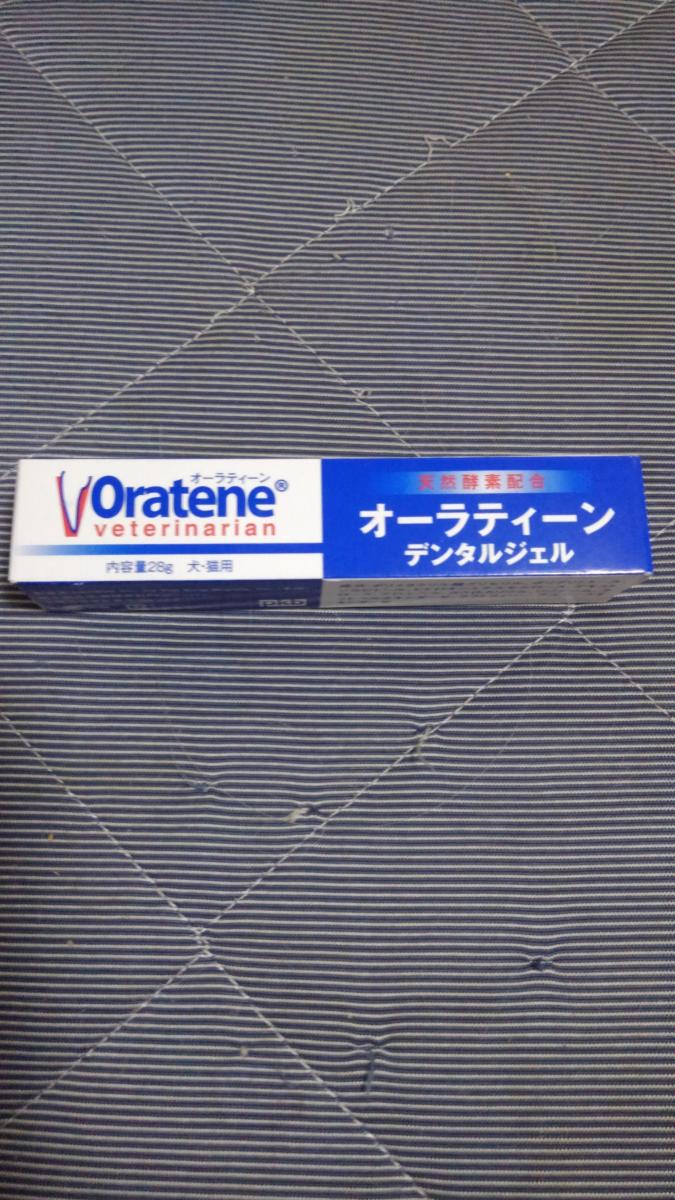 オーラティーン
Oratene®
veterinarian
内容量28g 犬・猫用
天然酵素配合
オーラティーン
デンタルジェル